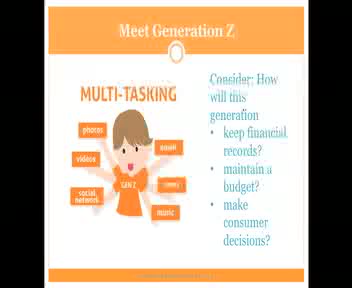 Meet Generation Z
MULTI-TASKING
photos
videos
social
network
email
music
GEN Z
Consider: How
will this
generation
• keep financial
records?
• maintain a
budget?
• make
consumer
decisions?